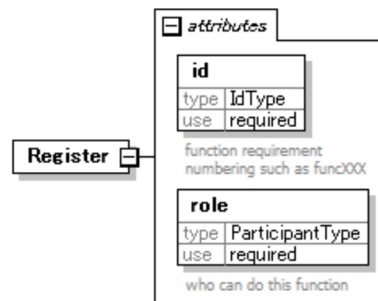 attributes
id
type IdType
use required
function requirement
numbering such as funcXXX
Register
role
type ParticipantType
use required
who can do this function